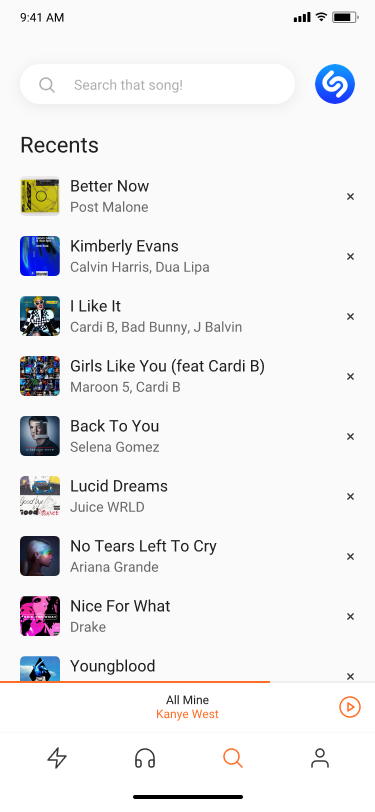 9:41 AM
Search that song!
Recents
Better Now
Post Malone
Kimberly Evans
Calvin Harris, Dua Lipa
I Like It
Cardi B, Bad Bunny, J Balvin
Girls Like You (feat Cardi B)
Maroon 5, Cardi B
Back To You
Selena Gomez
Lucid Dreams
Juice WRLD
No Tears Left To Cry
Ariana Grande
Nice For What
Drake
Youngblood
All Mine
Kanye West